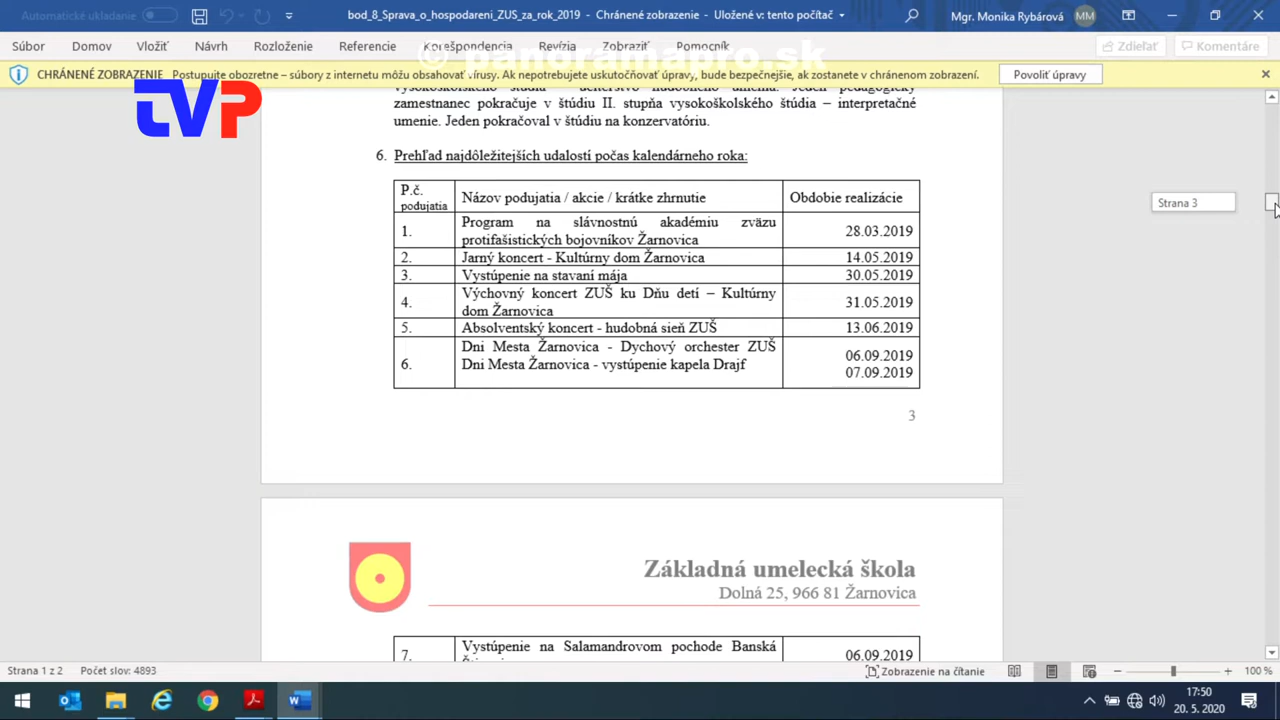 Automatické ukladanie
bod_8_Sprava_o_hospodareni_ZUS_za_rok_2019 - Chránené zobrazenie - Uložené v: tento počítač
Mgr. Monika Rybárová MM
Súbor Domov Vložiť Návrh Rozloženie Referencie Korešpondencia Revízia Zobraziť Pomocník Zdieľať Komentáre
© panoramapro.sk
CHRÁNENÉ ZOBRAZENIE Postupujte obozretne – súbory z internetu môžu obsahovať vírusy. Ak nepotrebujete uskutočňovať úpravy, bude bezpečnejšie, ak zostanete v chránenom zobrazení. Povoliť úpravy
TVP
vysokoškolského štúdia – učiteľstvo hudobného umenia. Jeden pedagogický
zamestnanec pokračuje v štúdiu II. stupňa vysokoškolského štúdia – interpretačné
umenie. Jeden pokračoval v štúdiu na konzervatóriu.
6. Prehľad najdôležitejších udalostí počas kalendárneho roka:
P.č. podujatia Názov podujatia / akcie / krátke zhrnutie Obdobie realizácie
Strana 3
1. Program na slávnostnú akadémiu zväzu
protifašistických bojovníkov Žarnovica 28.03.2019
2. Jarný koncert - Kultúrny dom Žarnovica 14.05.2019
3. Vystúpenie na stavaní mája 30.05.2019
4. Výchovný koncert ZUŠ ku Dňu detí – Kultúrny
dom Žarnovica 31.05.2019
5. Absolventský koncert - hudobná sieň ZUŠ 13.06.2019
6. Dni Mesta Žarnovica - Dychový orchester ZUŠ 06.09.2019
Dni Mesta Žarnovica - vystúpenie kapela Drajf 07.09.2019
3
Základná umelecká škola
Dolná 25, 966 81 Žarnovica
7. Vystúpenie na Salamandrovom pochode Banská 06.09.2019
Strana 1 z 2 Počet slov: 4893 Zobrazenie na čítanie 100 %
17:50
20. 5. 2020